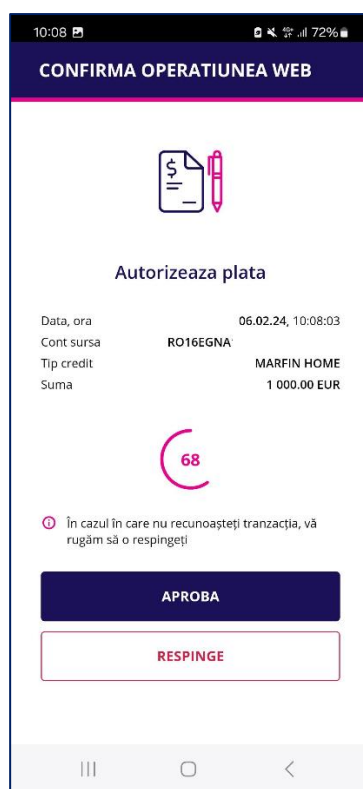 10:08 72%
CONFIRMA OPERATIUNEA WEB
$
Autorizeaza plata
Data, ora 06.02.24, 10:08:03
Cont sursa RO16EGNA
Tip credit MARFIN HOME
Suma 1 000.00 EUR
68
În cazul în care nu recunoașteți tranzacția, vă
rugăm să o respingeți
APROBA
RESPINGE